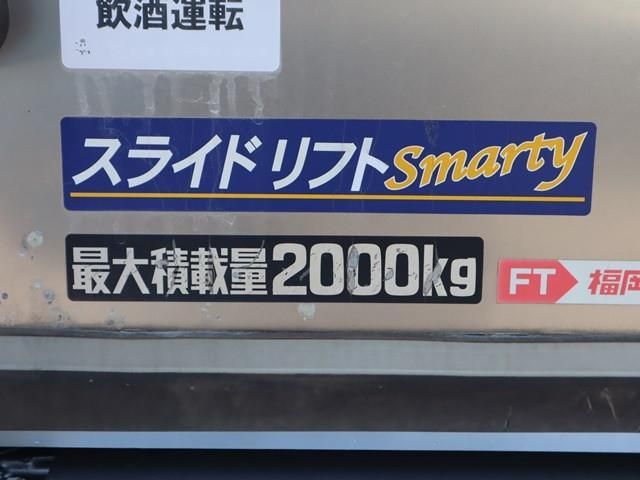 飲酒運転
スライドリフトSmarty
最大積載量2000kg
FT 福岡